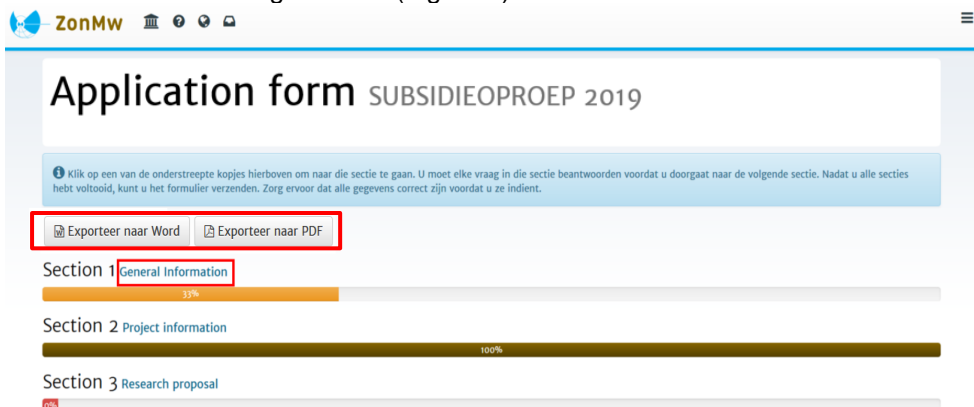 ZonMw
Application form SUBSIDIEOPROEP 2019
Klik op een van de onderstreepte kopjes hierboven om naar die sectie te gaan. U moet elke vraag in die sectie beantwoorden voordat u doorgaat naar de volgende sectie. Nadat u alle secties
hebt voltooid, kunt u het formulier verzenden. Zorg ervoor dat alle gegevens correct zijn voordat u ze indient.
Exporteer naar Word Exporteer naar PDF
Section 1 General Information
33%
Section 2 Project information
100%
Section 3 Research proposal
0%